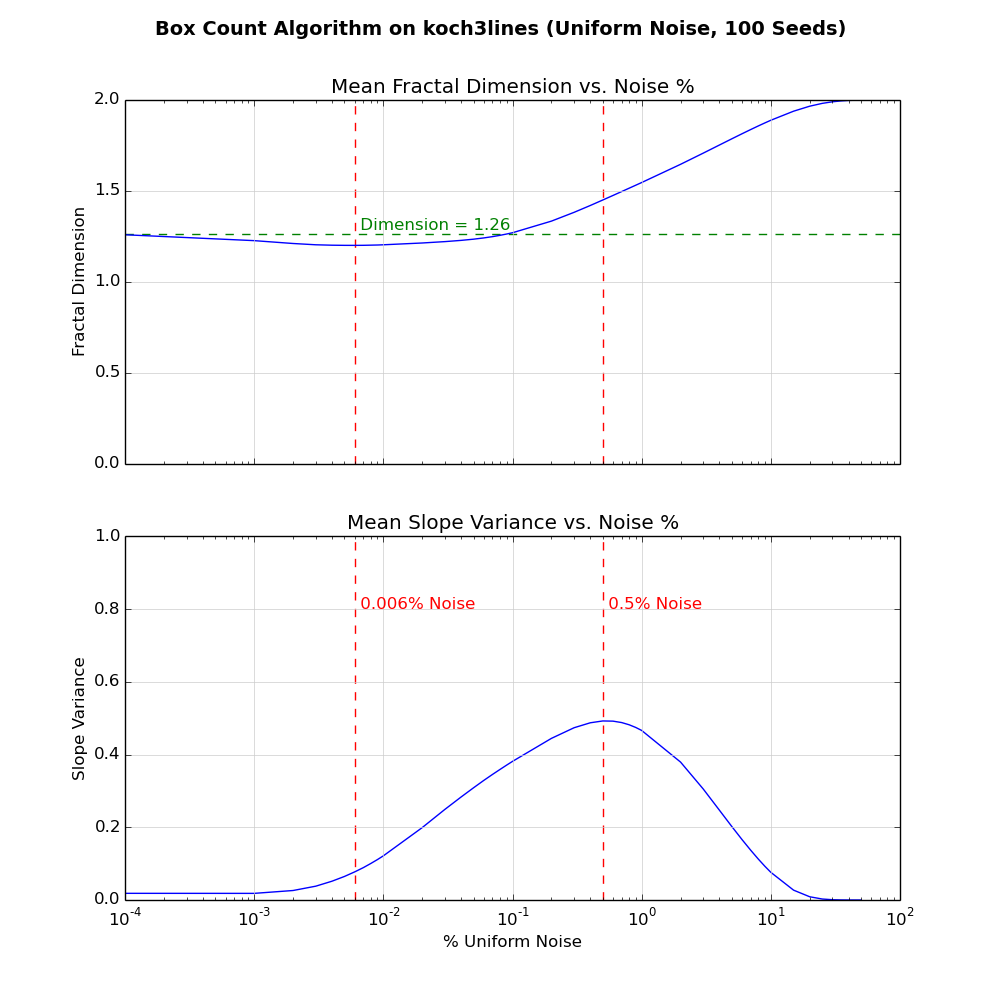 Box Count Algorithm on koch3lines (Uniform Noise, 100 Seeds)
Mean Fractal Dimension vs. Noise %
2.0
1.5
1.0
0.5
0.0
Fractal Dimension
Dimension = 1.26
Mean Slope Variance vs. Noise %
1.0
0.8
0.6
0.4
0.2
0.0
Slope Variance
0.006% Noise
0.5% Noise
10^-4 10^-3 10^-2 10^-1 10^0 10^1 10^2
% Uniform Noise